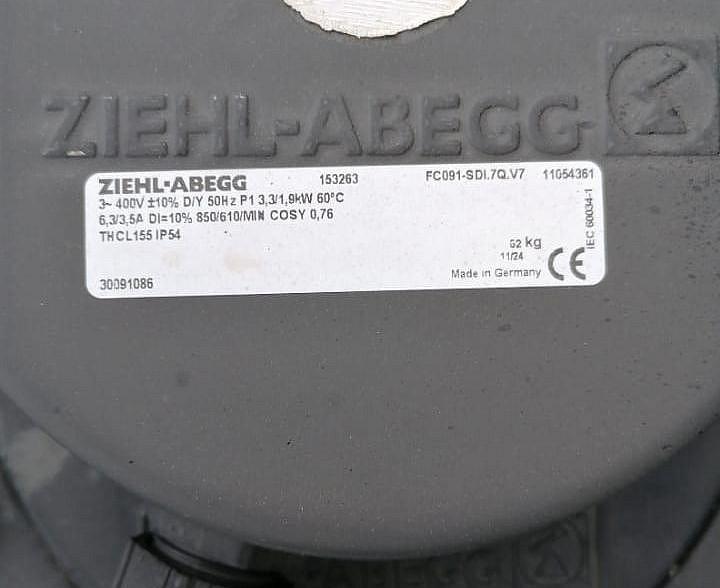 ZIEHL-ABEGG
ZIEHL-ABEGG 153263 FC091-SDI.7Q.V7 11054361
3~ 400V ±10% D/Y 50Hz P1 3,3/1,9kW 60°C
6,3/3,5A DI=10% 850/610/MIN COSY 0,76
THCL155 IP54
62 kg
11/24
Made in Germany CE
30091086
IEC 60034-1